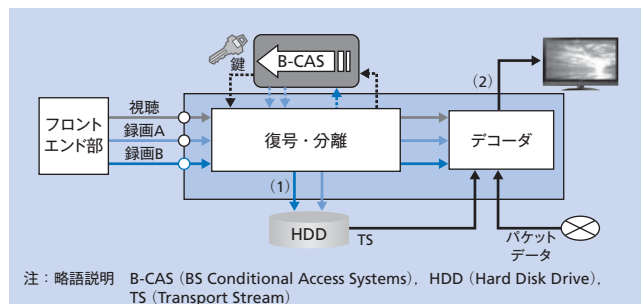 鍵
B-CAS
(2)
フロント
エンド部
視聴
録画A
録画B
復号・分離
デコーダ
(1)
HDD
TS
パケット
データ
注：略語説明　B-CAS（BS Conditional Access Systems），HDD（Hard Disk Drive），
TS（Transport Stream）